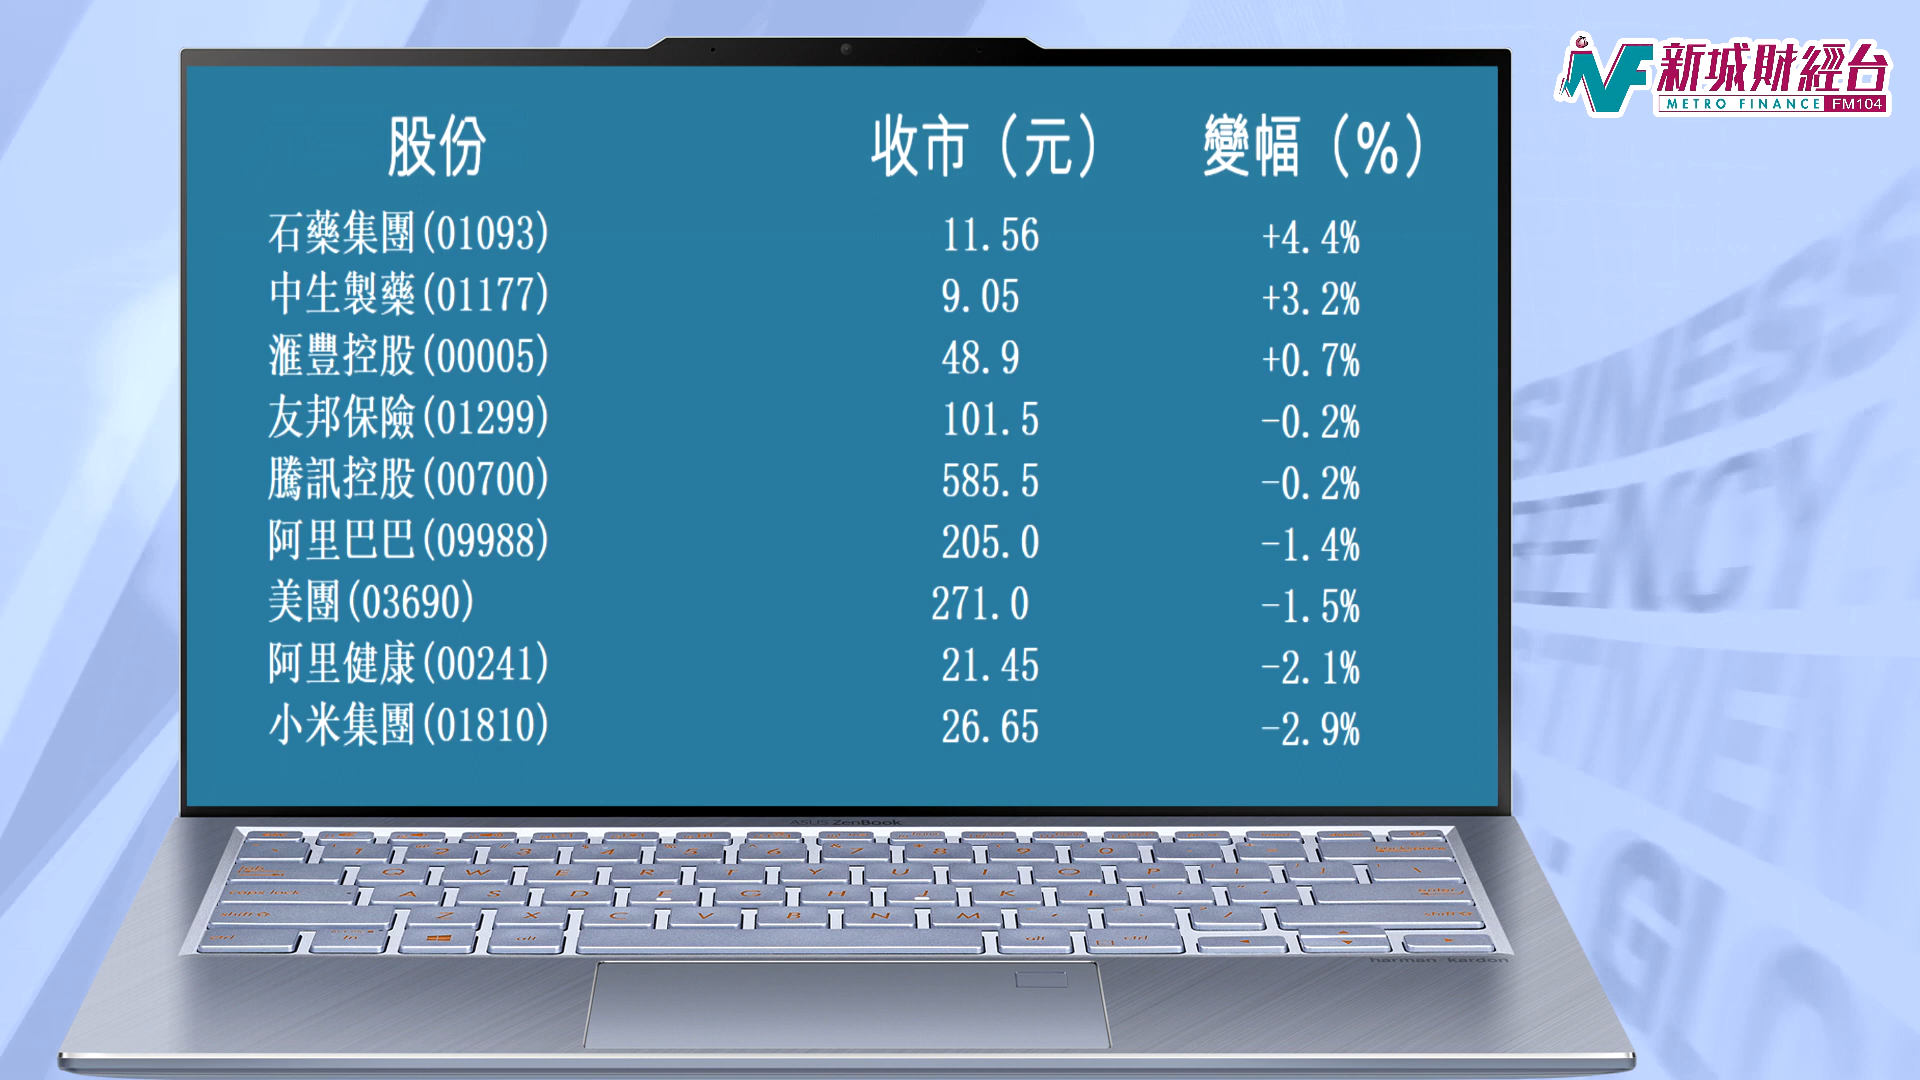 新城財經台
METRO FINANCE FM104
股份 收市（元） 變幅（%）
石藥集團(01093) 11.56 +4.4%
中生製藥(01177) 9.05 +3.2%
滙豐控股(00005) 48.9 +0.7%
友邦保險(01299) 101.5 -0.2%
騰訊控股(00700) 585.5 -0.2%
阿里巴巴(09988) 205.0 -1.4%
美團(03690) 271.0 -1.5%
阿里健康(00241) 21.45 -2.1%
小米集團(01810) 26.65 -2.9%
ASUS ZenBook
harman kardon